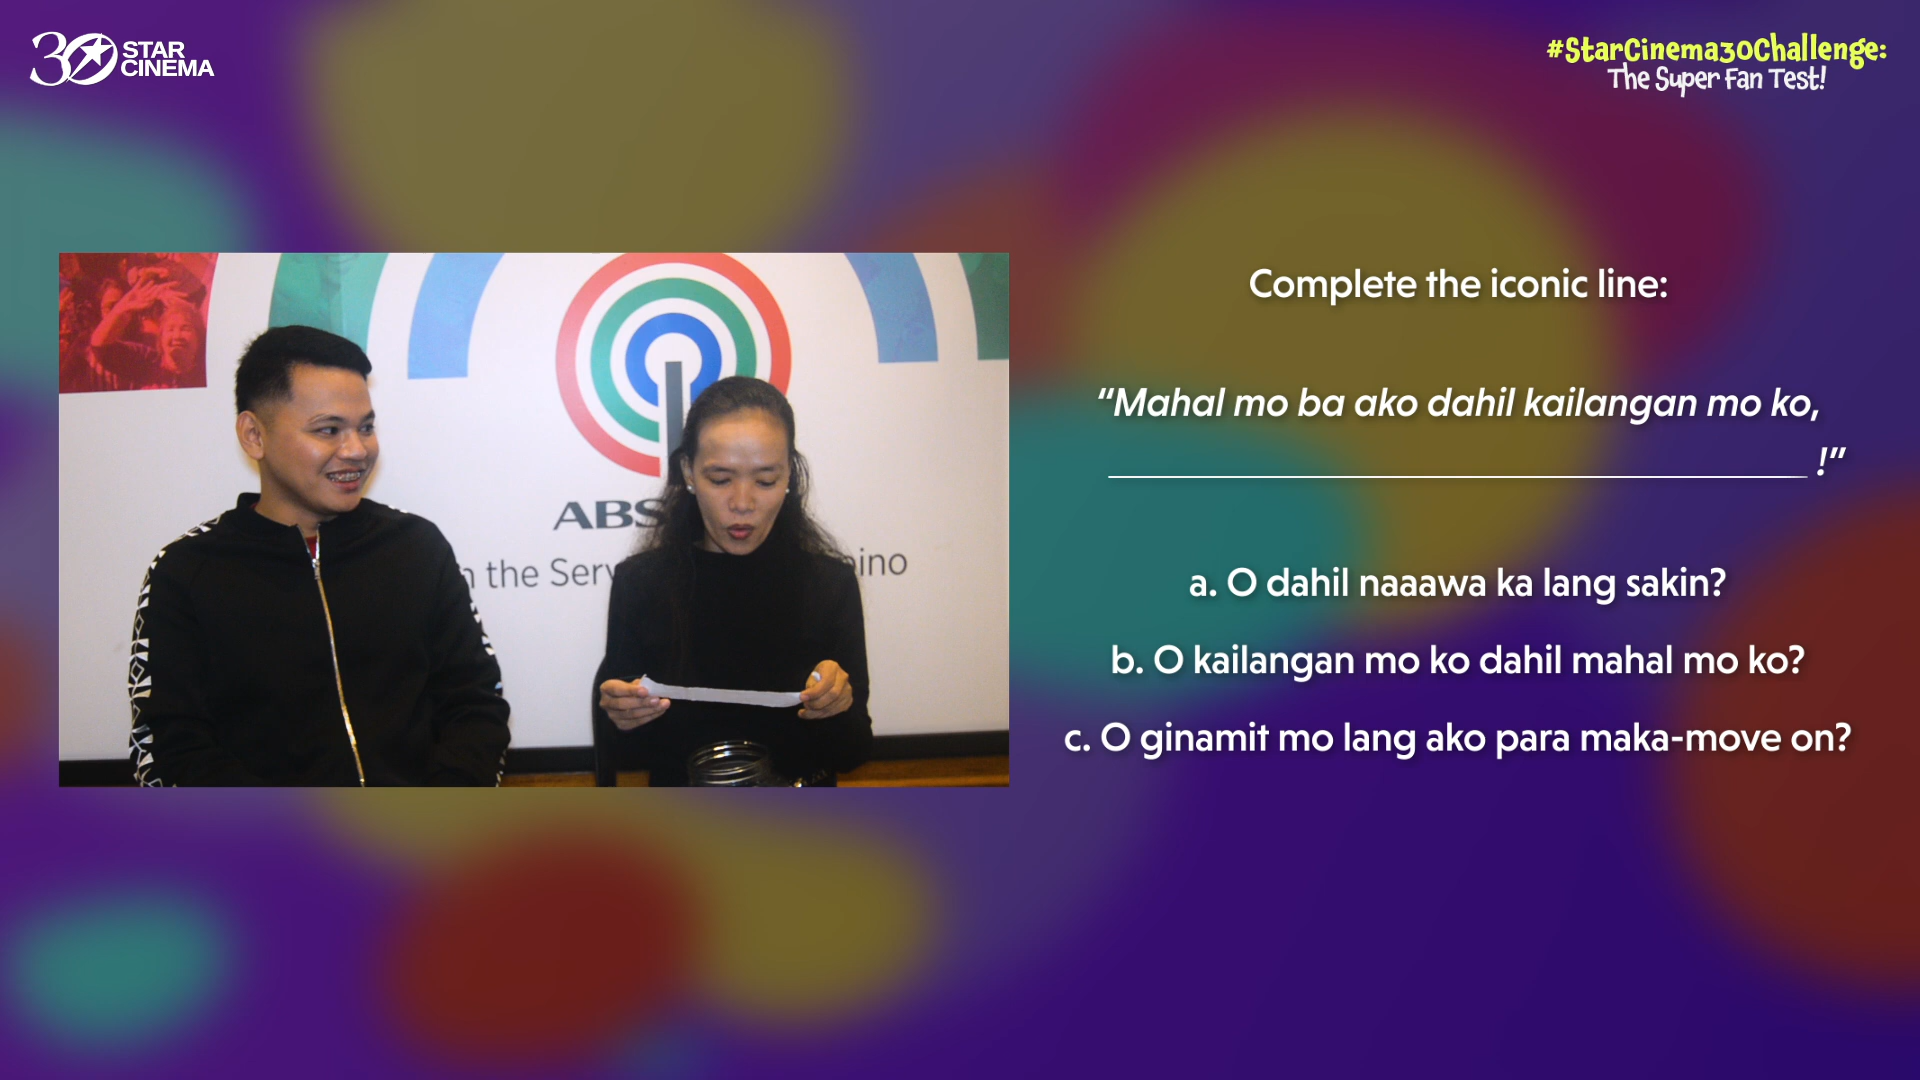 30 STAR
CINEMA
#StarCinema30Challenge:
The Super Fan Test!
ABS
the Serv
Complete the iconic line:
“Mahal mo ba ako dahil kailangan mo ko,
!”
a. O dahil naaawa ka lang sakin?
b. O kailangan mo ko dahil mahal mo ko?
c. O ginamit mo lang ako para maka-move on?